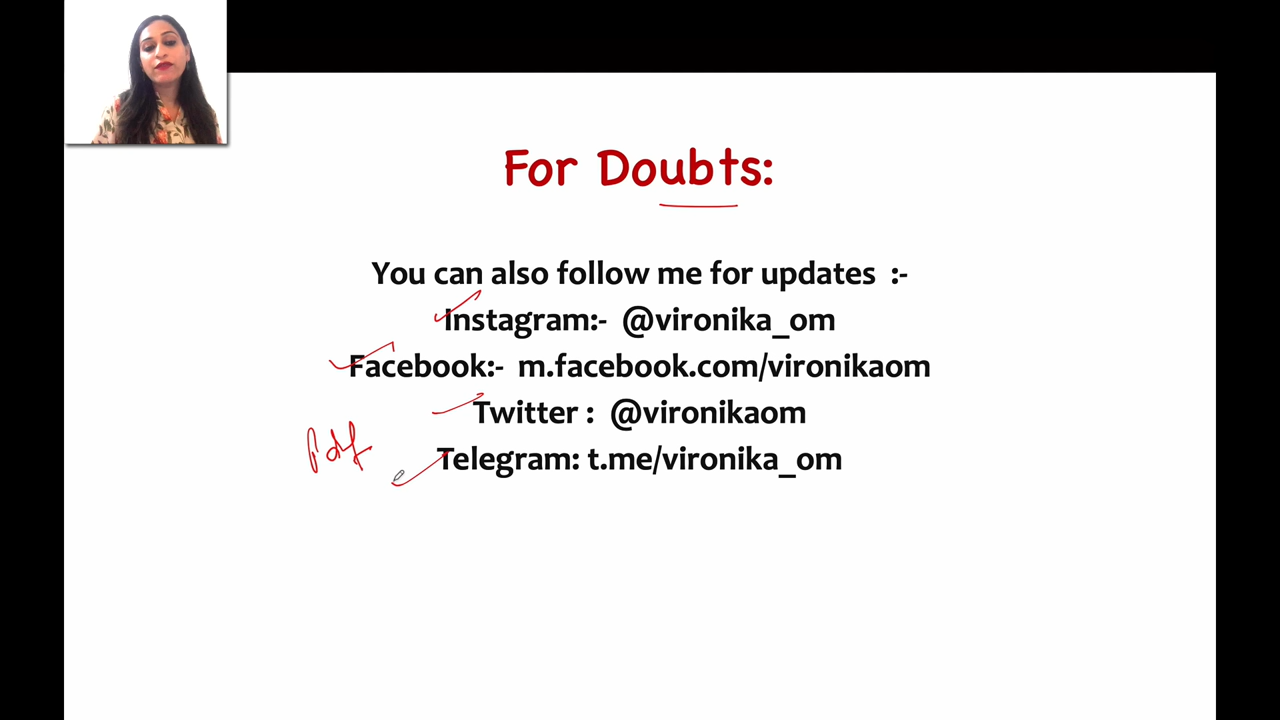 For Doubts:
You can also follow me for updates  :-
Instagram:-  @vironika_om
Facebook:-  m.facebook.com/vironikaom
Twitter :  @vironikaom
Pdf
Telegram: t.me/vironika_om